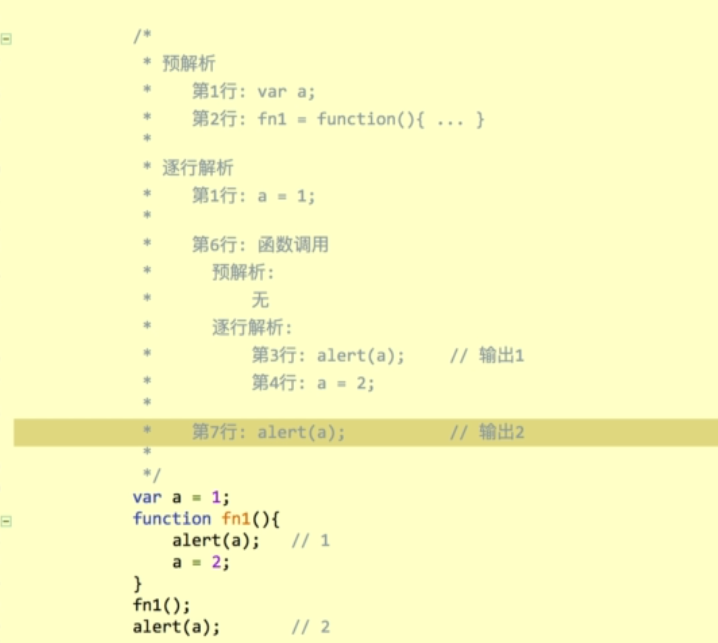 /*
* 预解析
*    第1行: var a;
*    第2行: fn1 = function(){ ... }
*
* 逐行解析
*    第1行: a = 1;
*
*    第6行: 函数调用
*      预解析:
*          无
*      逐行解析:
*          第3行: alert(a);    // 输出1
*          第4行: a = 2;
*
*    第7行: alert(a);          // 输出2
*
*/
var a = 1;
function fn1(){
    alert(a);   // 1
    a = 2;
}
fn1();
alert(a);       // 2